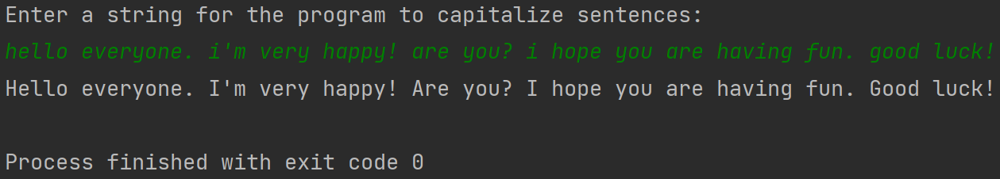 Enter a string for the program to capitalize sentences:
hello everyone. i'm very happy! are you? i hope you are having fun. good luck!
Hello everyone. I'm very happy! Are you? I hope you are having fun. Good luck!
Process finished with exit code 0